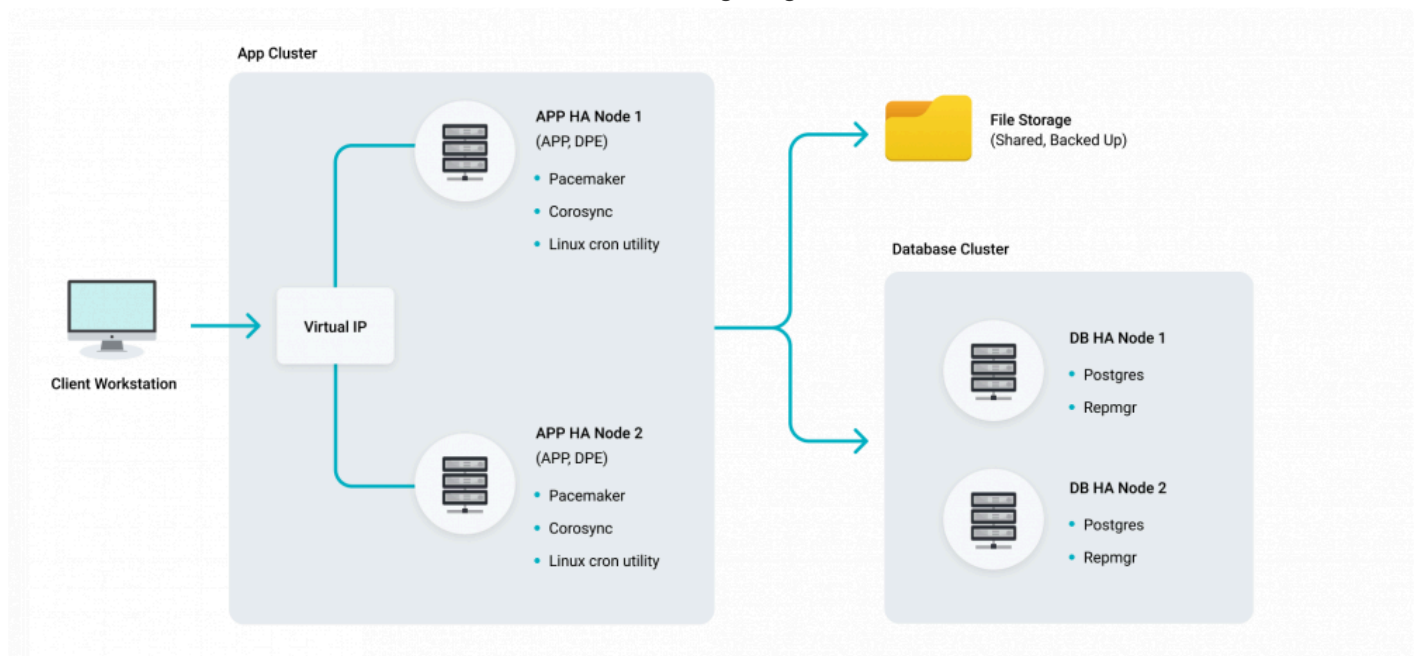 App Cluster
APP HA Node 1
(APP, DPE)
Pacemaker
Corosync
Linux cron utility
Virtual IP
Client Workstation
APP HA Node 2
(APP, DPE)
Pacemaker
Corosync
Linux cron utility
File Storage
(Shared, Backed Up)
Database Cluster
DB HA Node 1
Postgres
Repmgr
DB HA Node 2
Postgres
Repmgr